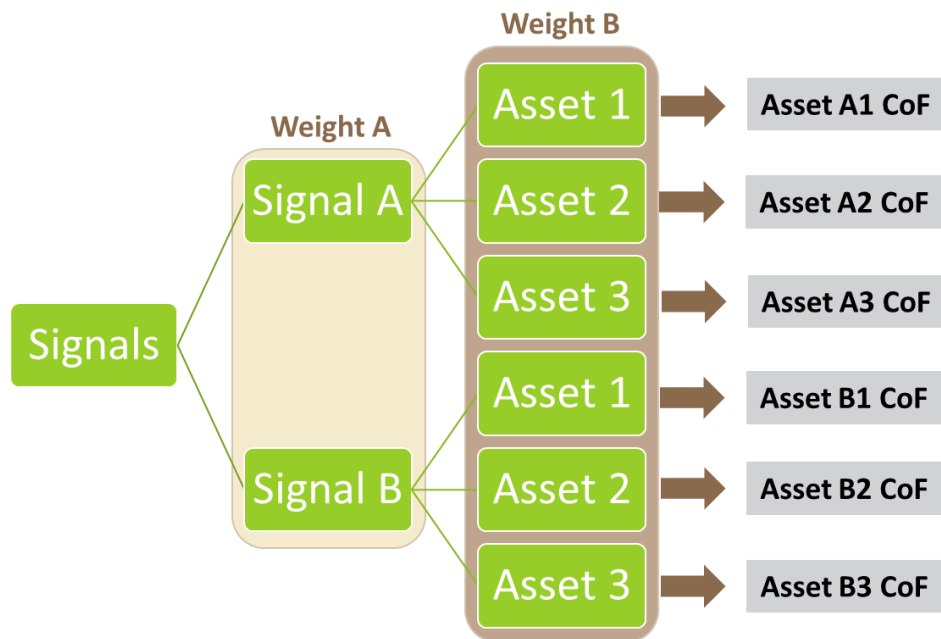 Weight B
Weight A
Signals
Signal A
Signal B
Asset 1
Asset 2
Asset 3
Asset 1
Asset 2
Asset 3
Asset A1 CoF
Asset A2 CoF
Asset A3 CoF
Asset B1 CoF
Asset B2 CoF
Asset B3 CoF